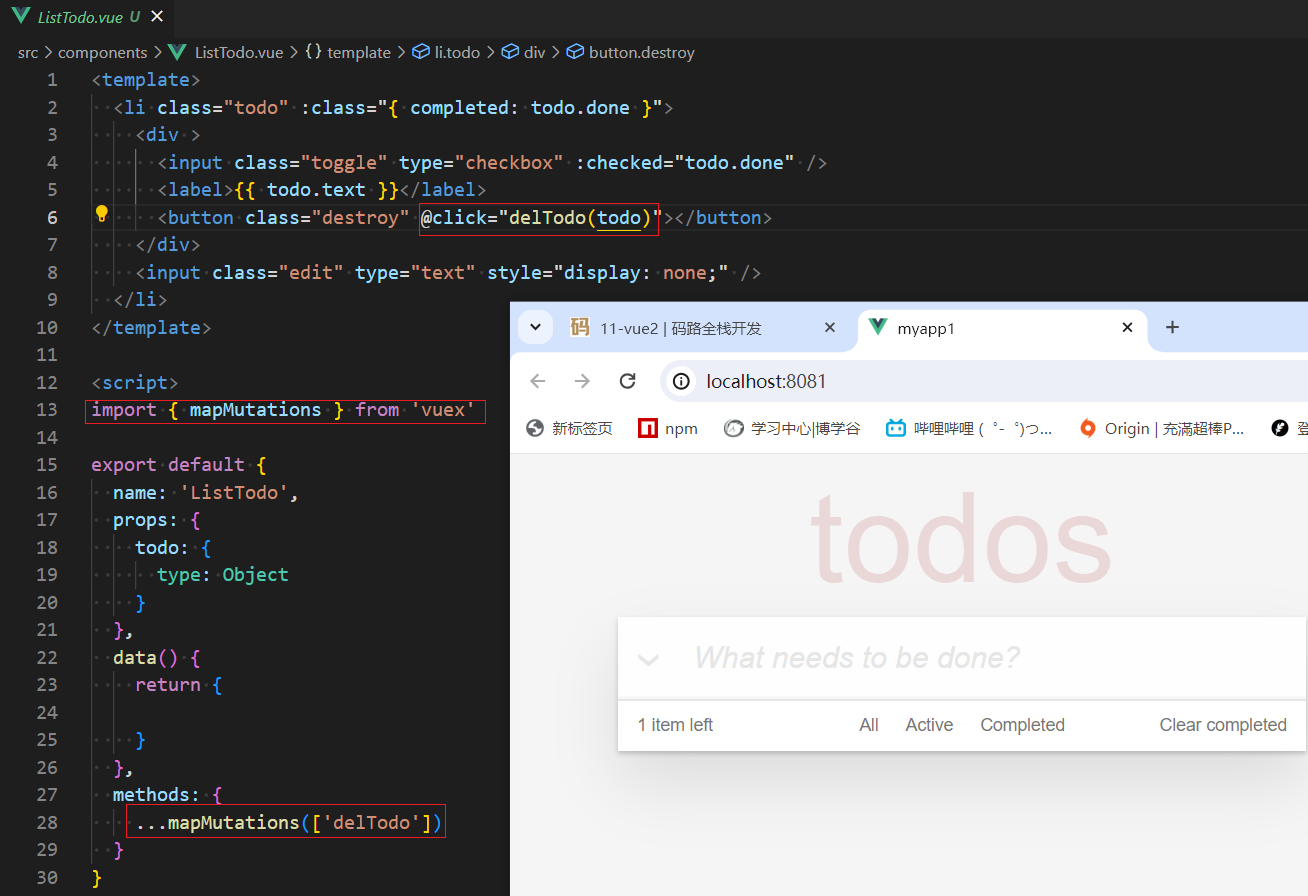 ListTodo.vue U ×
src > components > ListTodo.vue > {} template > li.todo > div > button.destroy
1 <template>
2 <li class="todo" :class="{ completed: todo.done }">
3 <div >
4 <input class="toggle" type="checkbox" :checked="todo.done" />
5 <label>{{ todo.text }}</label>
6 <button class="destroy" @click="delTodo(todo)"></button>
7 </div>
8 <input class="edit" type="text" style="display: none;" />
9 </li>
10 </template>
11
12 <script>
13 import { mapMutations } from 'vuex'
14
15 export default {
16 name: 'ListTodo',
17 props: {
18 todo: {
19 type: Object
20 }
21 },
22 data() {
23 return {
24
25 }
26 },
27 methods: {
28 ...mapMutations(['delTodo'])
29 }
30 }
码 11-vue2 | 码路全栈开发 × myapp1 × +
localhost:8081
新标签页 npm 学习中心|博学谷 哔哩哔哩 ( ゜- ゜)つ... Origin | 充满超棒P... 登
todos
What needs to be done?
1 item left All Active Completed Clear completed